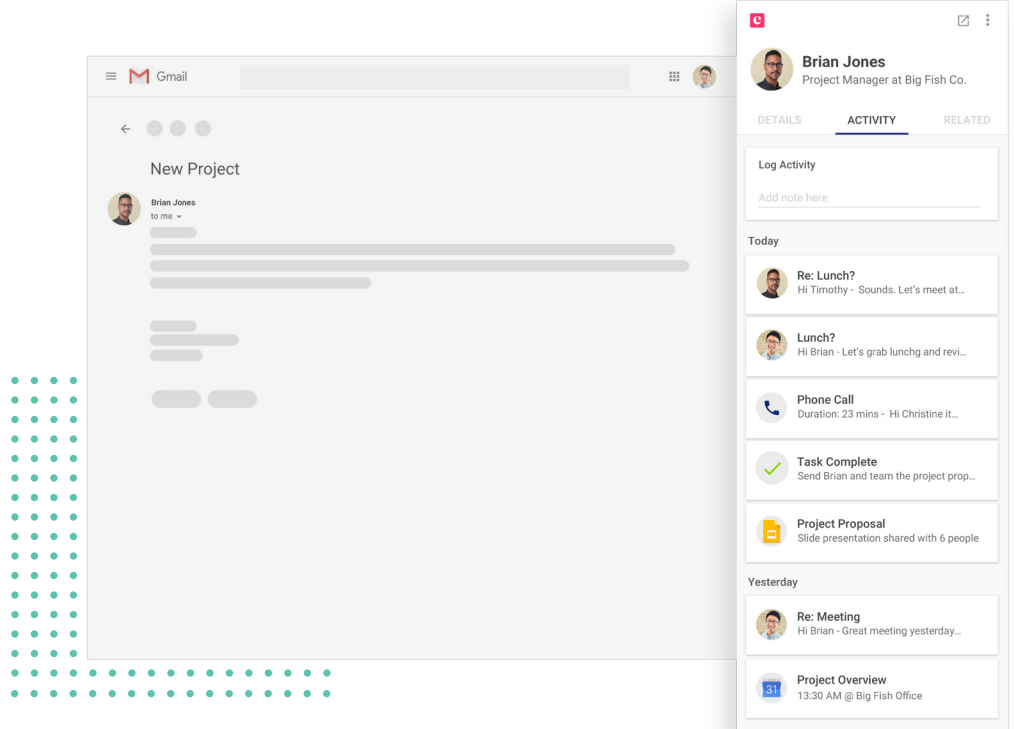 Gmail
New Project
Brian Jones
to me
Brian Jones
Project Manager at Big Fish Co.
DETAILS ACTIVITY RELATED
Log Activity
Add note here
Today
Re: Lunch?
Hi Timothy - Sounds. Let's meet at...
Lunch?
Hi Brian - Let's grab lunchg and revi...
Phone Call
Duration: 23 mins - Hi Christine it...
Task Complete
Send Brian and team the project prop...
Project Proposal
Slide presentation shared with 6 people
Yesterday
Re: Meeting
Hi Brian - Great meeting yesterday...
31
Project Overview
13:30 AM @ Big Fish Office